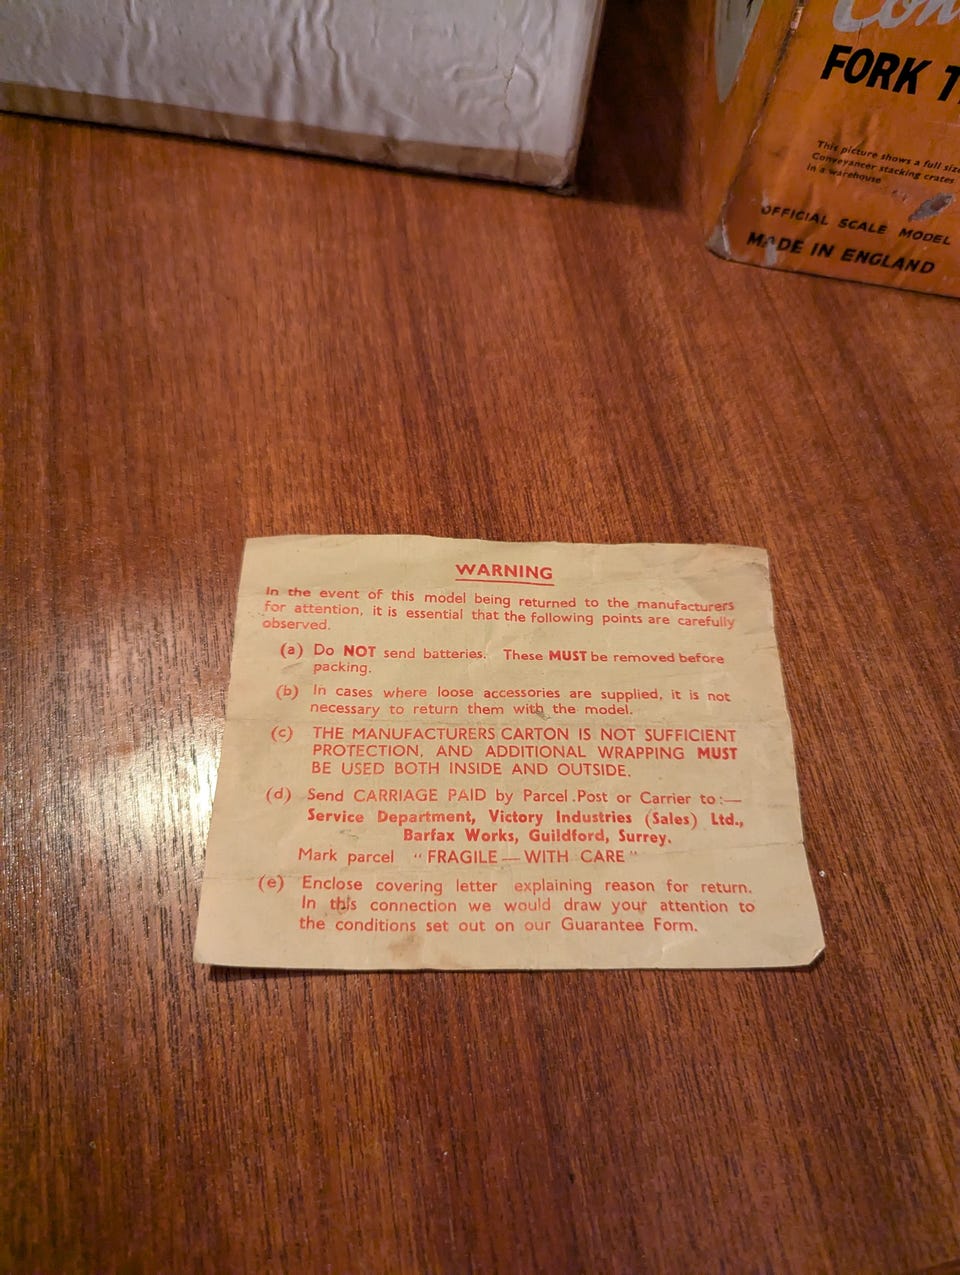 FORK
This picture shows a full
Conveyancer stacking crates
in a warehouse
OFFICIAL SCALE MODEL
MADE IN ENGLAND
WARNING
In the event of this model being returned to the manufacturers
for attention, it is essential that the following points are carefully
observed.
(a) Do NOT send batteries. These MUST be removed before
packing.
(b) In cases where loose accessories are supplied, it is not
necessary to return them with the model.
(c) THE MANUFACTURERS CARTON IS NOT SUFFICIENT
PROTECTION, AND ADDITIONAL WRAPPING MUST
BE USED BOTH INSIDE AND OUTSIDE.
(d) Send CARRIAGE PAID by Parcel .Post or Carrier to:—
Service Department, Victory Industries (Sales) Ltd.,
Barfax Works, Guildford, Surrey.
Mark parcel "FRAGILE — WITH CARE"
(e) Enclose covering letter explaining reason for return.
In this connection we would draw your attention to
the conditions set out on our Guarantee Form.